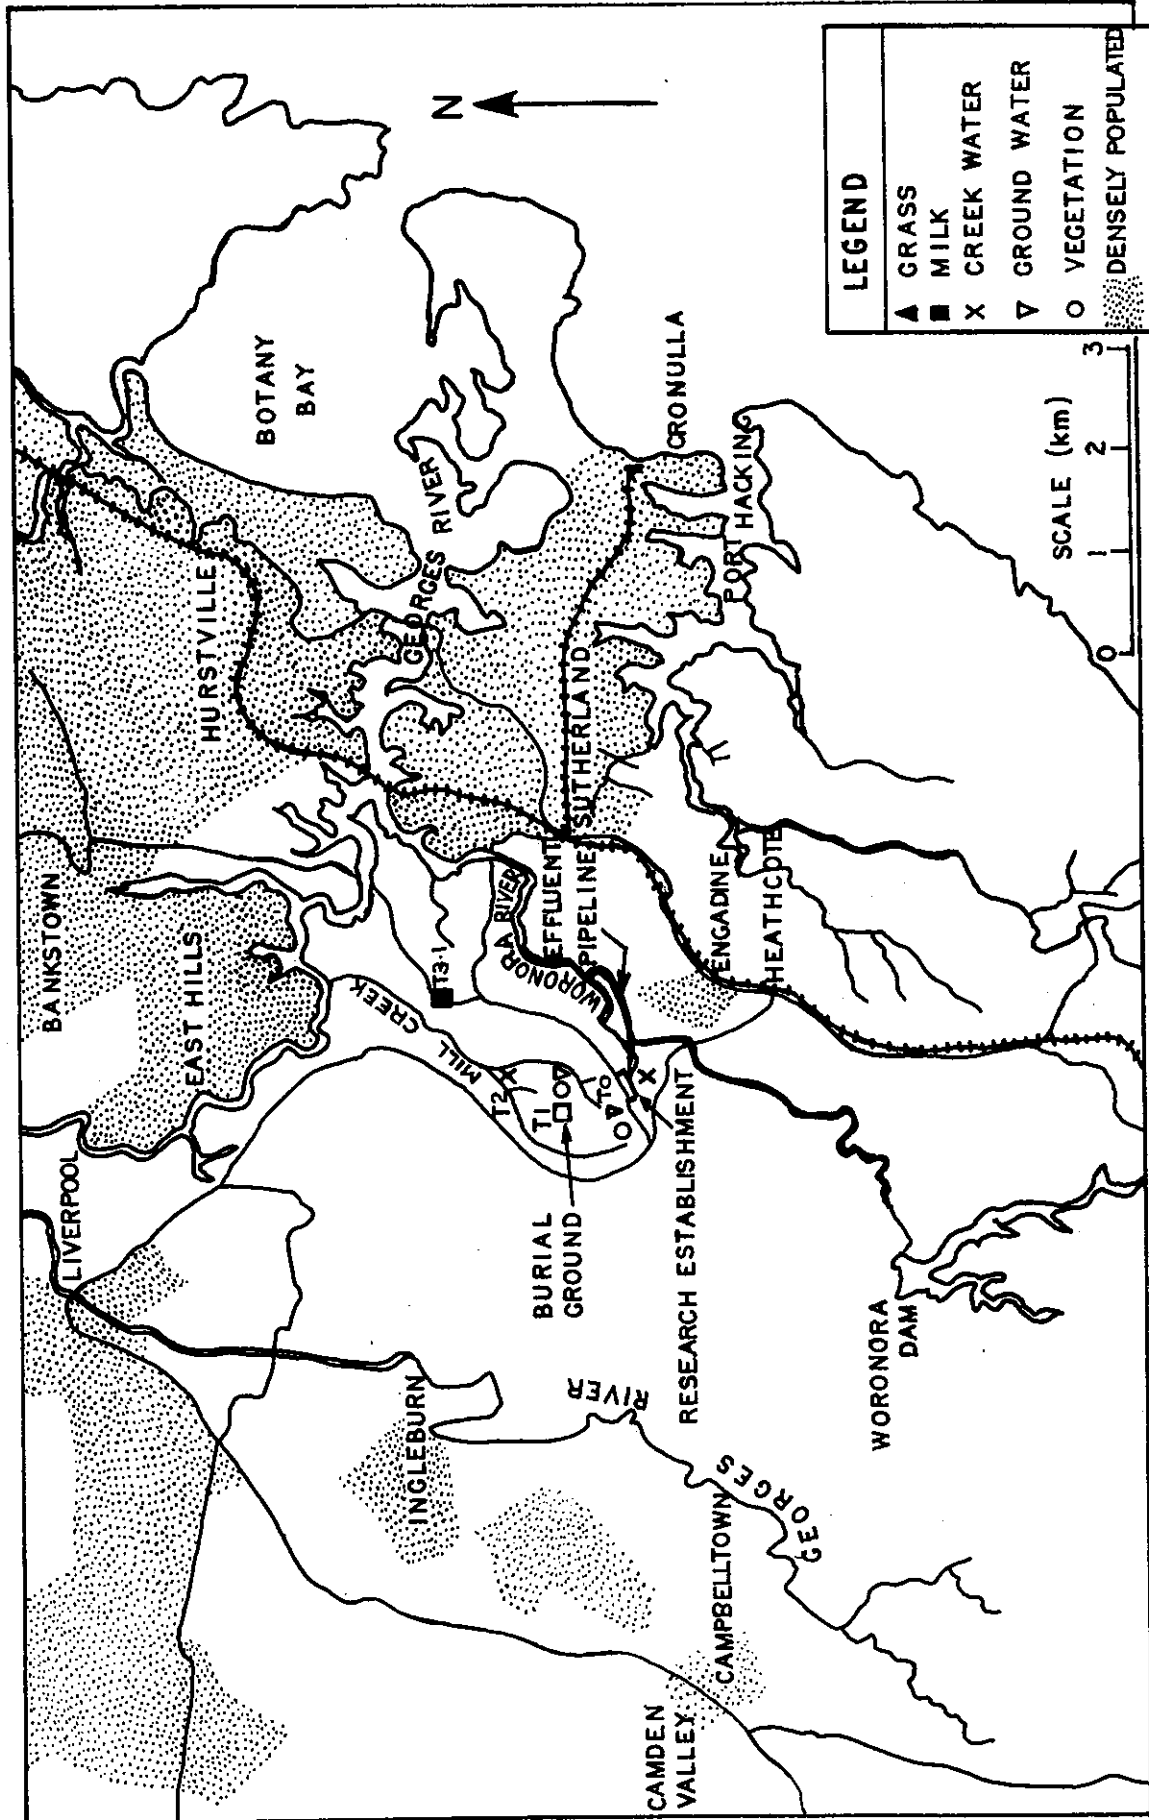 BANKSTOWN
LIVERPOOL
EAST HILLS
HURSTVILLE
BOTANY
BAY
N
GEORGES RIVER
MILL CREEK
T3·1
WORONORA RIVER
EFFLUENT
PIPELINE
SUTHERLAND
CRONULLA
PORT HACKING
ENGADINE
HEATHCOTE
T2
T1
TO
T1
BURIAL
GROUND
RESEARCH ESTABLISHMENT
INGLEBURN
GEORGES RIVER
WORONORA
DAM
CAMPBELLTOWN
CAMDEN
VALLEY
SCALE (km)
0 1 2 3
LEGEND
▲ GRASS
■ MILK
X CREEK WATER
▽ GROUND WATER
O VEGETATION
DENSELY POPULATED